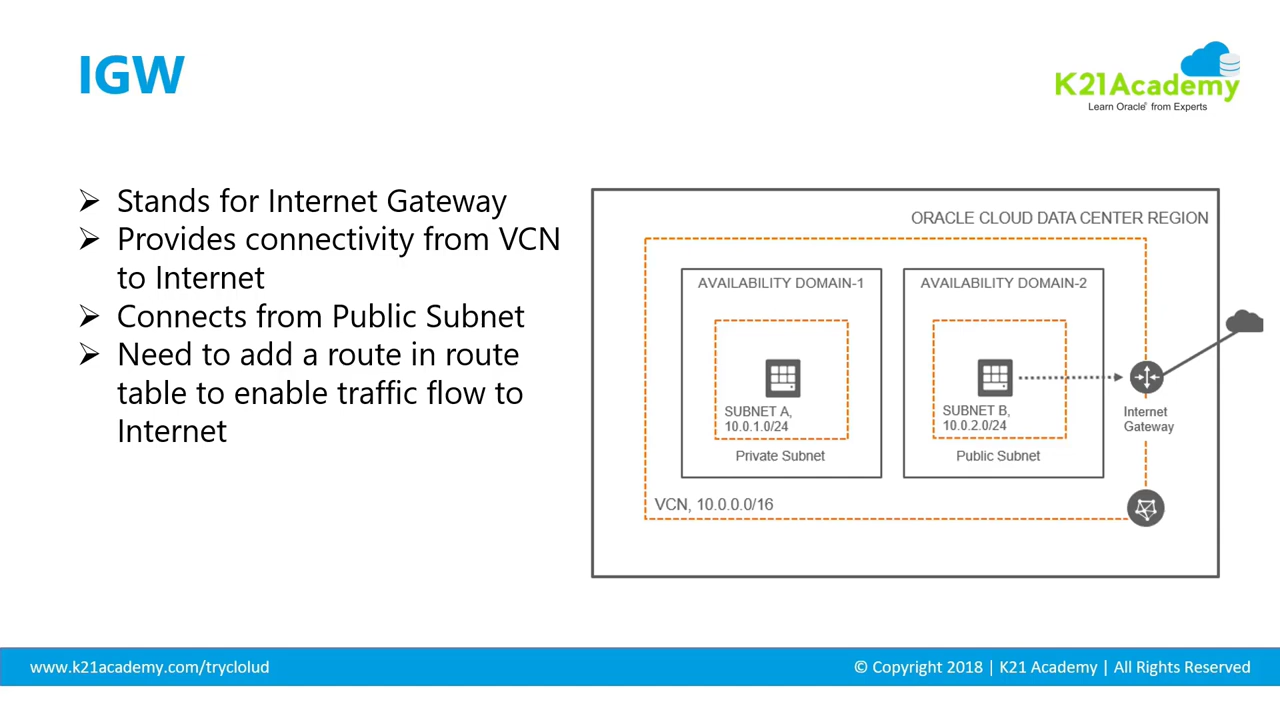 IGW
K21Academy
Learn Oracle® from Experts
➢ Stands for Internet Gateway
➢ Provides connectivity from VCN
to Internet
➢ Connects from Public Subnet
➢ Need to add a route in route
table to enable traffic flow to
Internet
ORACLE CLOUD DATA CENTER REGION
AVAILABILITY DOMAIN-1
AVAILABILITY DOMAIN-2
SUBNET A,
10.0.1.0/24
Private Subnet
SUBNET B,
10.0.2.0/24
Public Subnet
Internet
Gateway
VCN, 10.0.0.0/16
www.k21academy.com/tryclolud
© Copyright 2018 | K21 Academy | All Rights Reserved